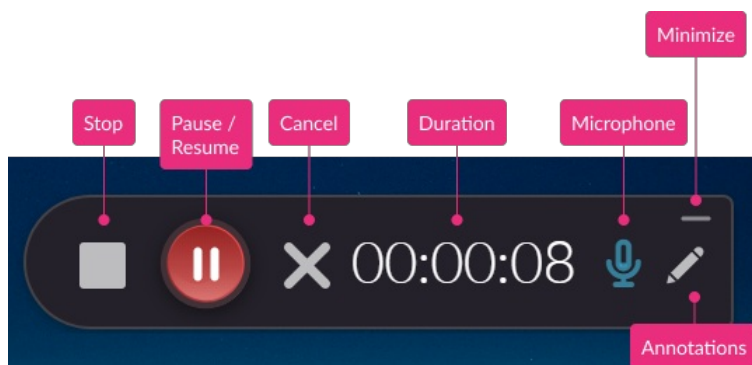 Minimize
Stop
Pause /
Resume
Cancel
Duration
Microphone
00:00:08
Annotations